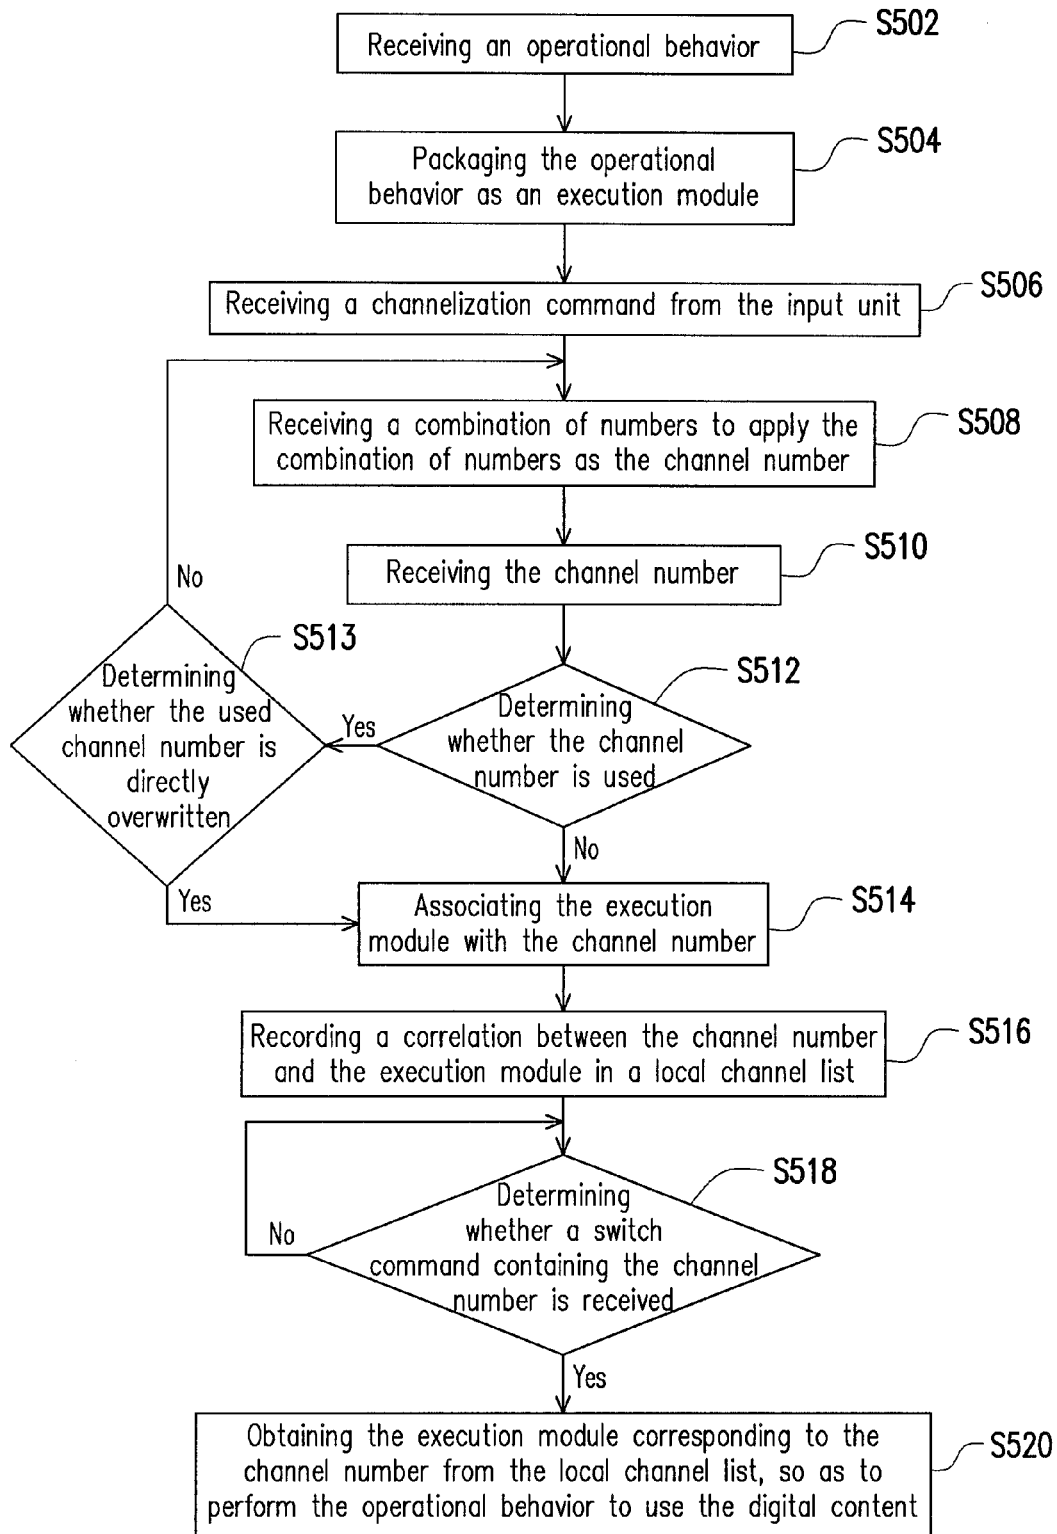 Receiving an operational behavior
S502
Packaging the operational
behavior as an execution module
S504
Receiving a channelization command from the input unit
S506
Receiving a combination of numbers to apply the
combination of numbers as the channel number
S508
Receiving the channel number
S510
No
S513
Determining
whether the used
channel number is
directly
overwritten
Yes
S512
Determining
whether the channel
number is used
Yes
No
Associating the execution
module with the channel number
S514
Recording a correlation between the channel number
and the execution module in a local channel list
S516
S518
Determining
whether a switch
command containing the channel
number is received
No
Yes
Obtaining the execution module corresponding to the
channel number from the local channel list, so as to
perform the operational behavior to use the digital content
S520